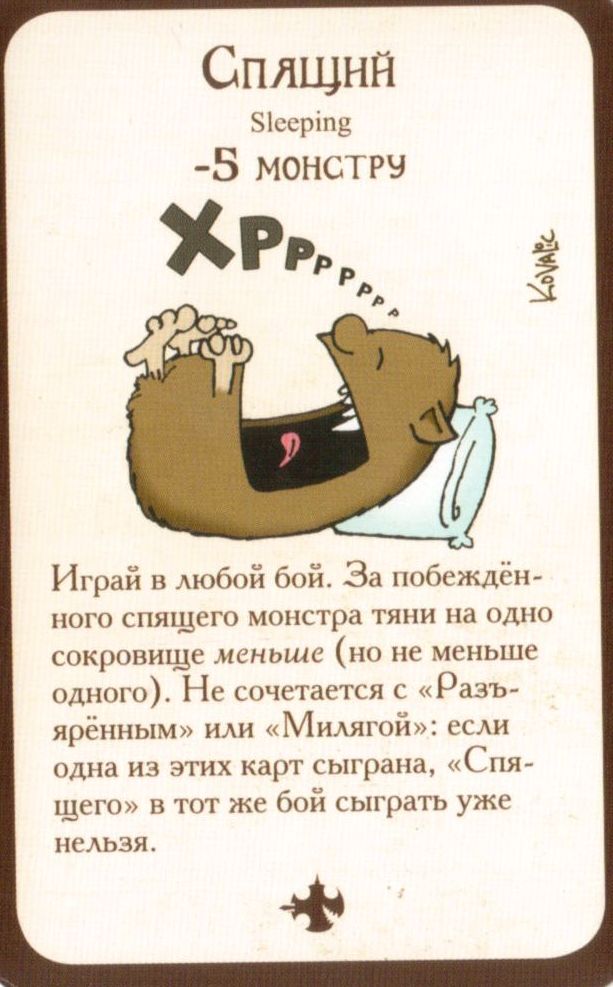 Спящий
Sleeping
-5 монстру
ХРРРРРРРР
Kovalic
Играй в любой бой. За побеждён-
ного спящего монстра тяни на одно
сокровище меньше (но не меньше
одного). Не сочетается с «Разъ-
ярённым» или «Милягой»: если
одна из этих карт сыграна, «Спя-
щего» в тот же бой сыграть уже
нельзя.